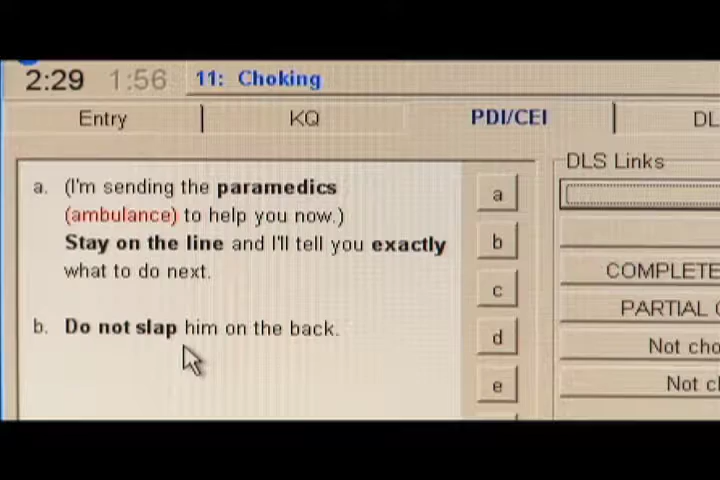 2:29 1:56 11: Choking
Entry KQ PDI/CEI DL
DLS Links
a. (I'm sending the paramedics
(ambulance) to help you now.)
Stay on the line and I'll tell you exactly
what to do next.
b. Do not slap him on the back.
a
b
c
d
e
COMPLETE
PARTIAL
Not cho
Not c